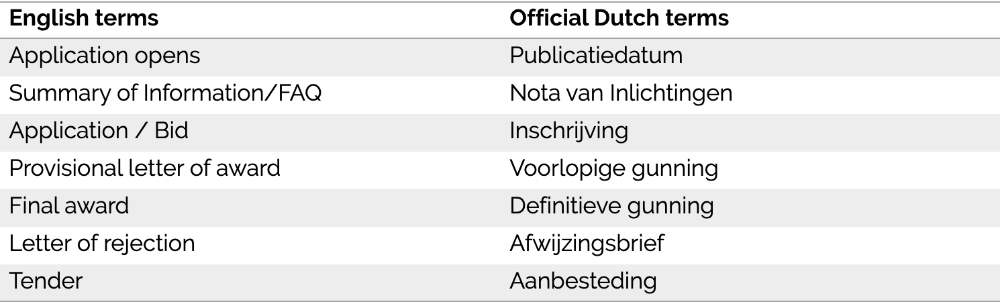 English terms Official Dutch terms
Application opens Publicatiedatum
Summary of Information/FAQ Nota van Inlichtingen
Application / Bid Inschrijving
Provisional letter of award Voorlopige gunning
Final award Definitieve gunning
Letter of rejection Afwijzingsbrief
Tender Aanbesteding